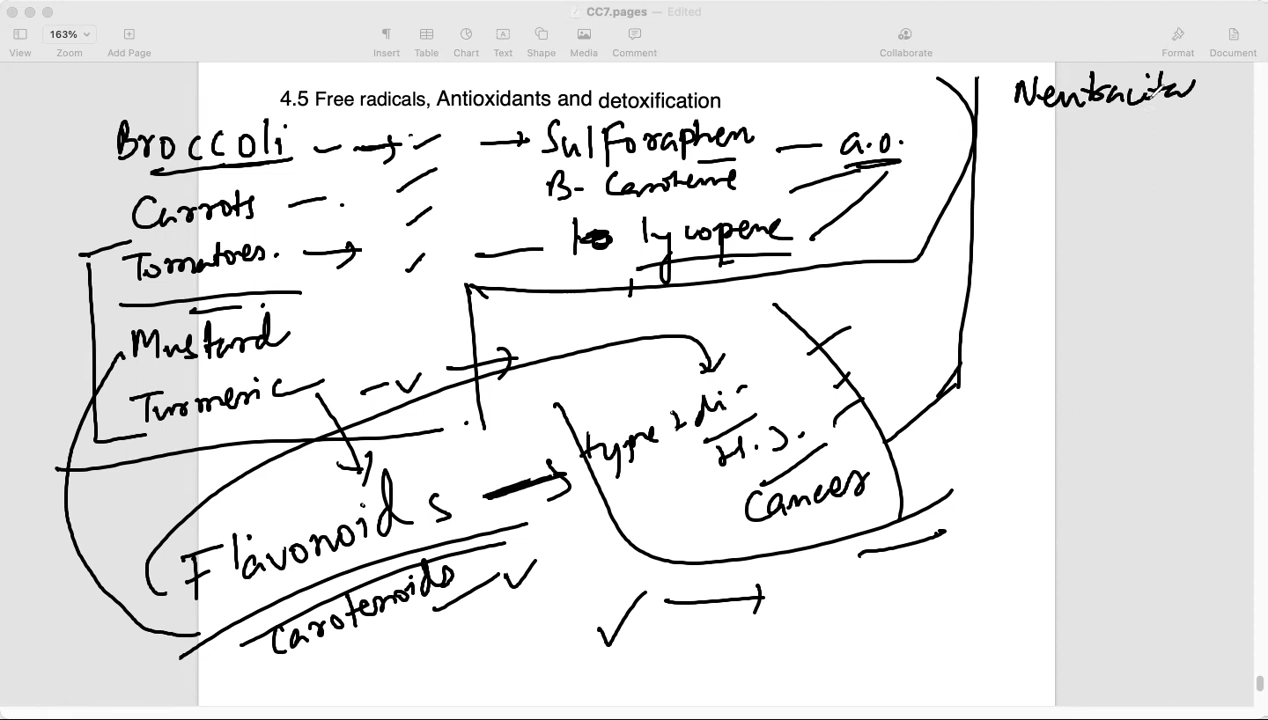 CC7.pages — Edited
163%
View Zoom Add Page Insert Table Chart Text Shape Media Comment Collaborate Format Document
4.5 Free radicals, Antioxidants and detoxification
Neutracita
Broccoli Sulforaphen a.o.
Carrots B- Carotene
Tomatoes. lycopene
Mustard
Turmeric
type 2 di-
H.D.
Cancer
Flavonoids
Carotenoids